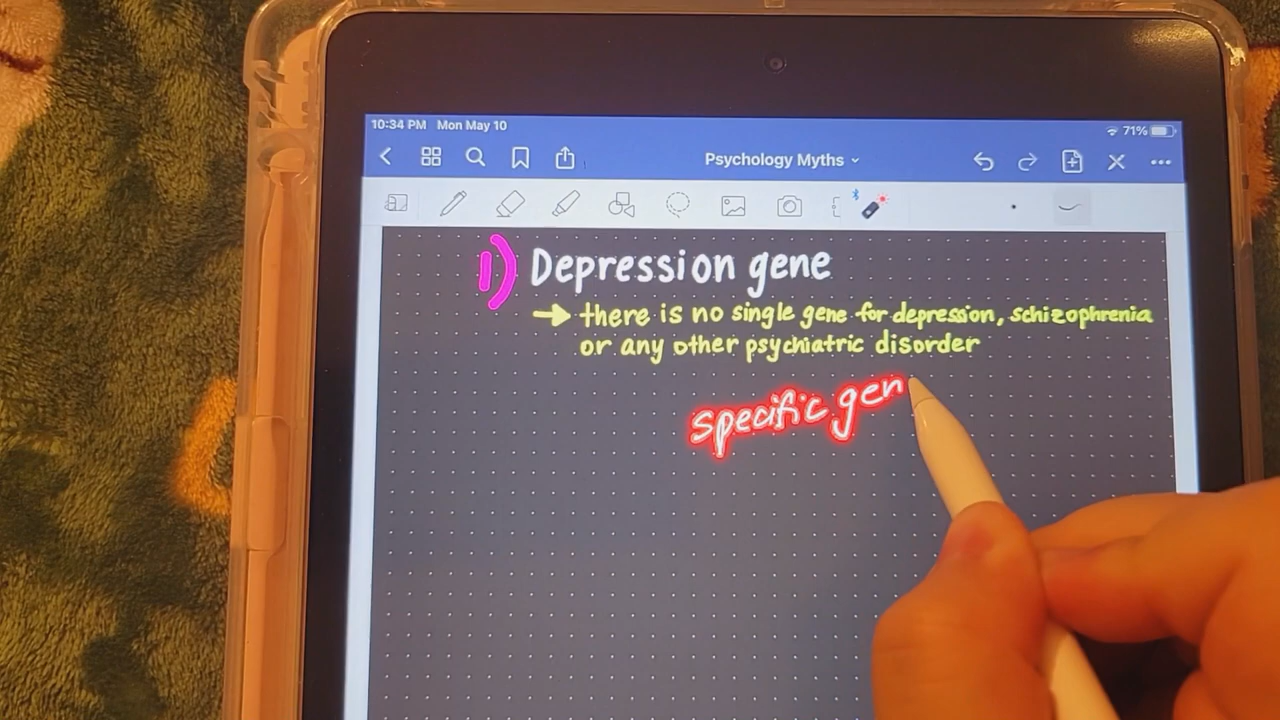 10:34 PM Mon May 10
71%
Psychology Myths
1) Depression gene
→ there is no single gene for depression, schizophrenia
or any other psychiatric disorder
specific gen